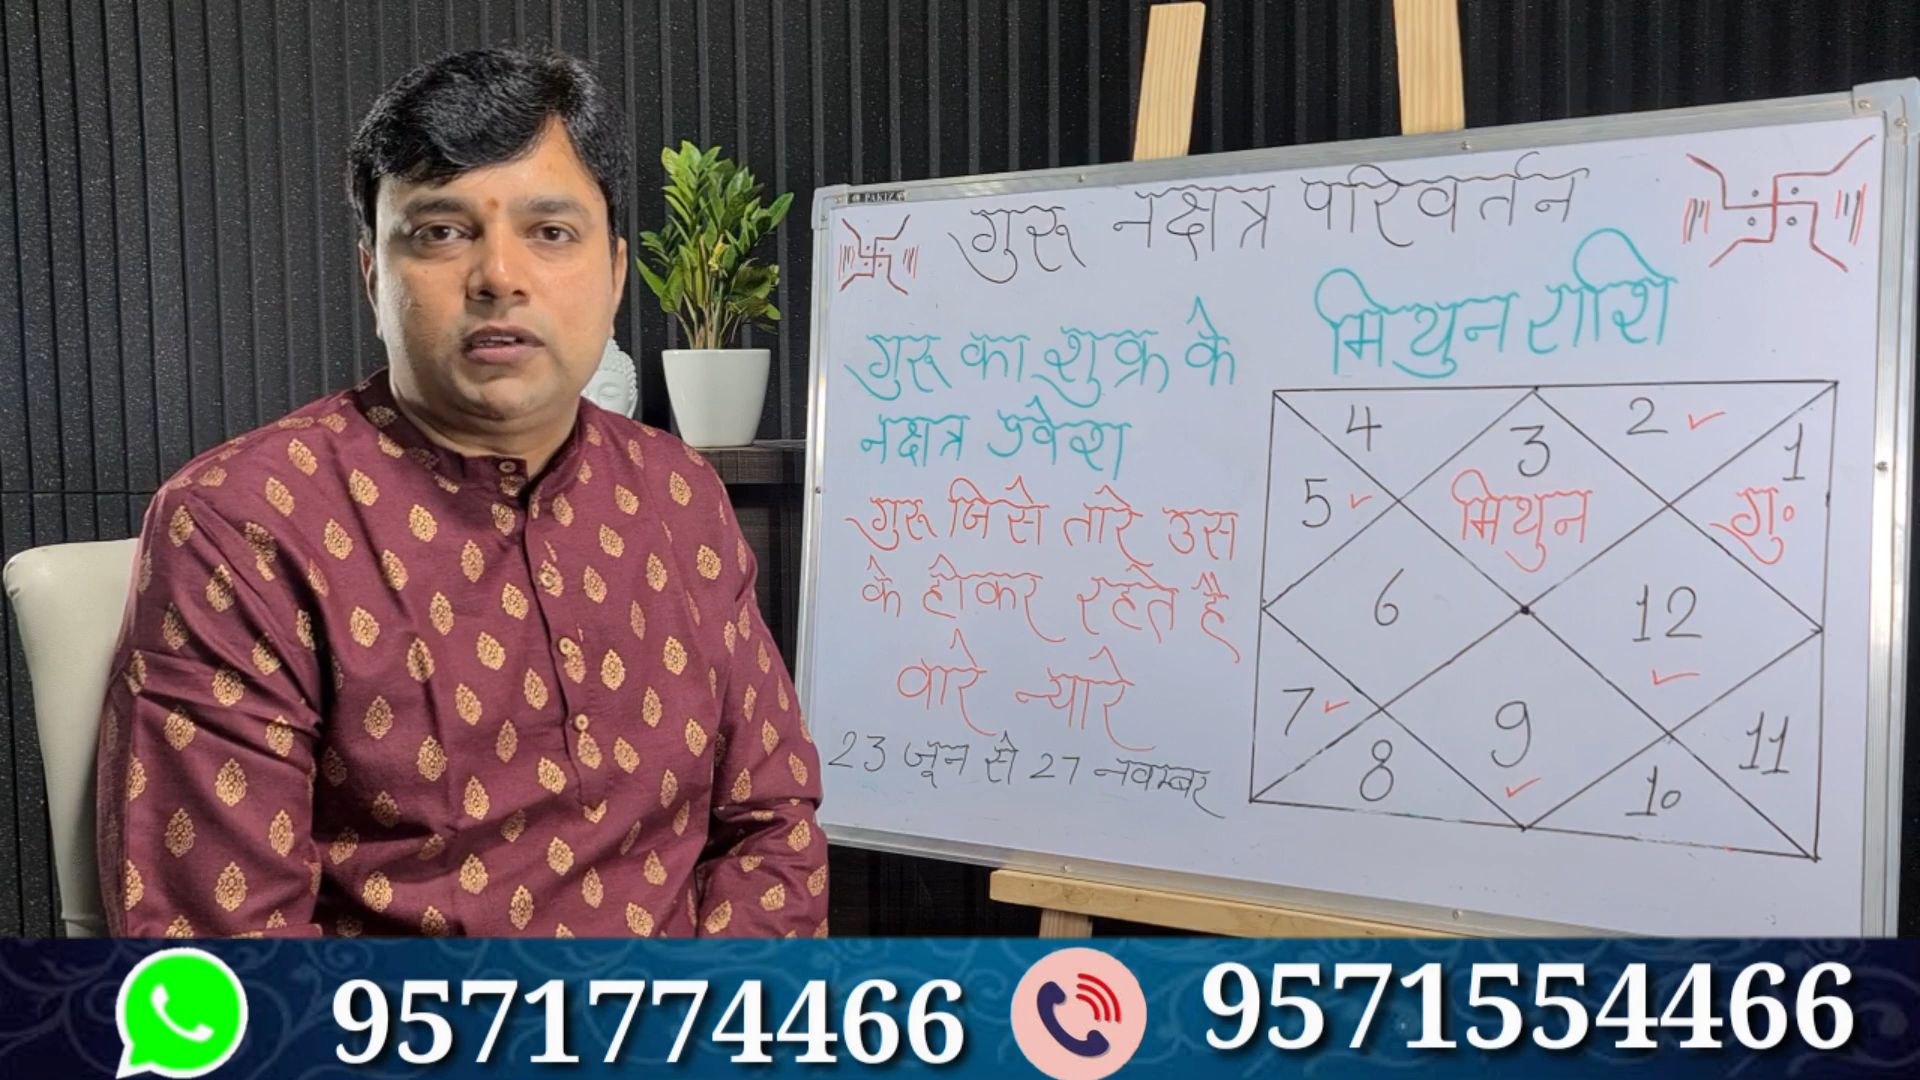 गुरू नक्षत्र परिवर्तन
मिथुन राशि
गुरू का शुक्र के
नक्षत्र प्रवेश
गुरू जिसे तारे उस
के होकर रहते है
वारे न्यारे
23 जून से 27 नवम्बर
4
3
2 ✓
1
5 ✓
मिथुन
गु॰
6
12 ✓
7 ✓
8
9 ✓
10
11
9571774466
9571554466